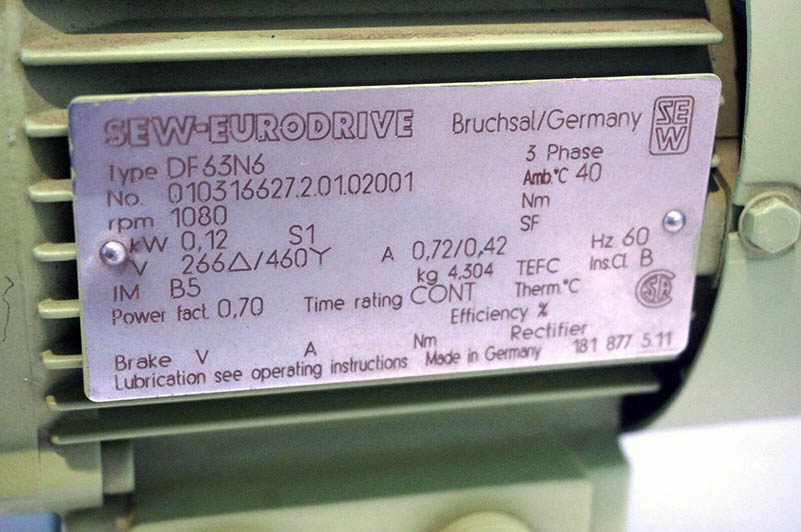 SEW-EURODRIVE Bruchsal/Germany SEW
Type DF63N6 3 Phase
No. 010316627.2.01.02001 Amb.°C 40
rpm 1080 Nm
kW 0,12 S1 SF
V 266△/460Y A 0,72/0,42 Hz 60
IM B5 kg 4.304 TEFC Ins.Cl. B
Power fact. 0,70 Time rating CONT Therm.°C SA
Efficiency %
Brake V A Nm Rectifier
Lubrication see operating instructions Made in Germany 181 877 5.11